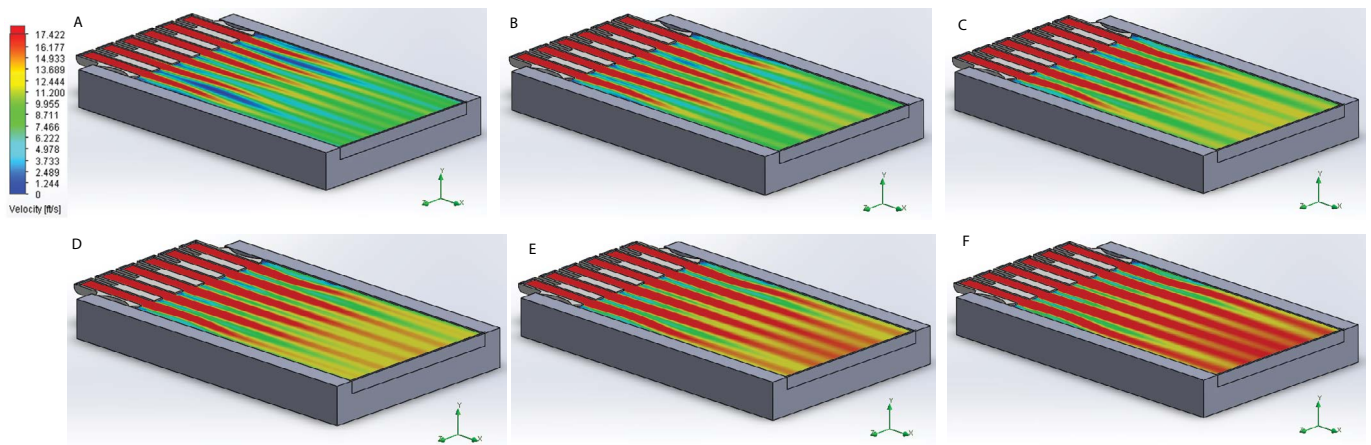 A
17.422
16.177
14.933
13.689
12.444
11.200
9.955
8.711
7.466
6.222
4.978
3.733
2.489
1.244
0
Velocity [ft/s]
Y
Z
X
B
Y
Z
X
C
Y
Z
X
D
Y
Z
X
E
Y
Z
X
F
Y
Z
X